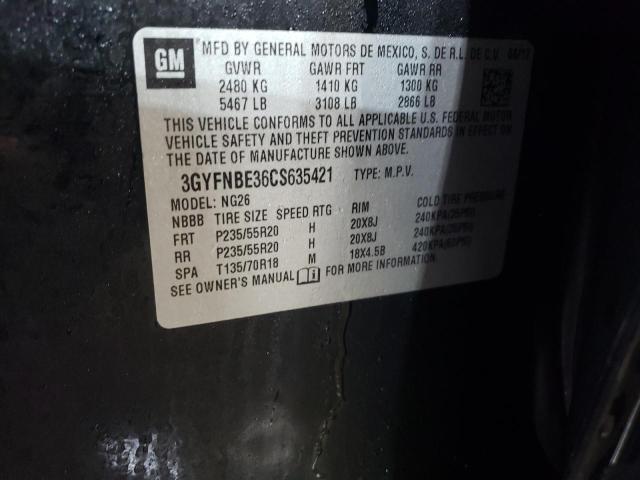 GM
MFD BY GENERAL MOTORS DE MEXICO, S. DE R.L. DE C.V.
GVWR GAWR FRT GAWR RR
2480 KG 1410 KG 1300 KG
5467 LB 3108 LB 2866 LB
THIS VEHICLE CONFORMS TO ALL APPLICABLE U.S. FEDERAL MOTOR
VEHICLE SAFETY AND THEFT PREVENTION STANDARDS IN EFFECT ON
THE DATE OF MANUFACTURE SHOWN ABOVE.
3GYFNBE36CS635421 TYPE: M.P.V.
MODEL: NG26
NBBB TIRE SIZE SPEED RTG RIM COLD TIRE PRESSURE
FRT P235/55R20 H 20X8J 240KPA(35PSI)
RR P235/55R20 H 20X8J 240KPA(35PSI)
SPA T135/70R18 M 18X4.5B 420KPA(60PSI)
SEE OWNER'S MANUAL FOR MORE INFORMATION